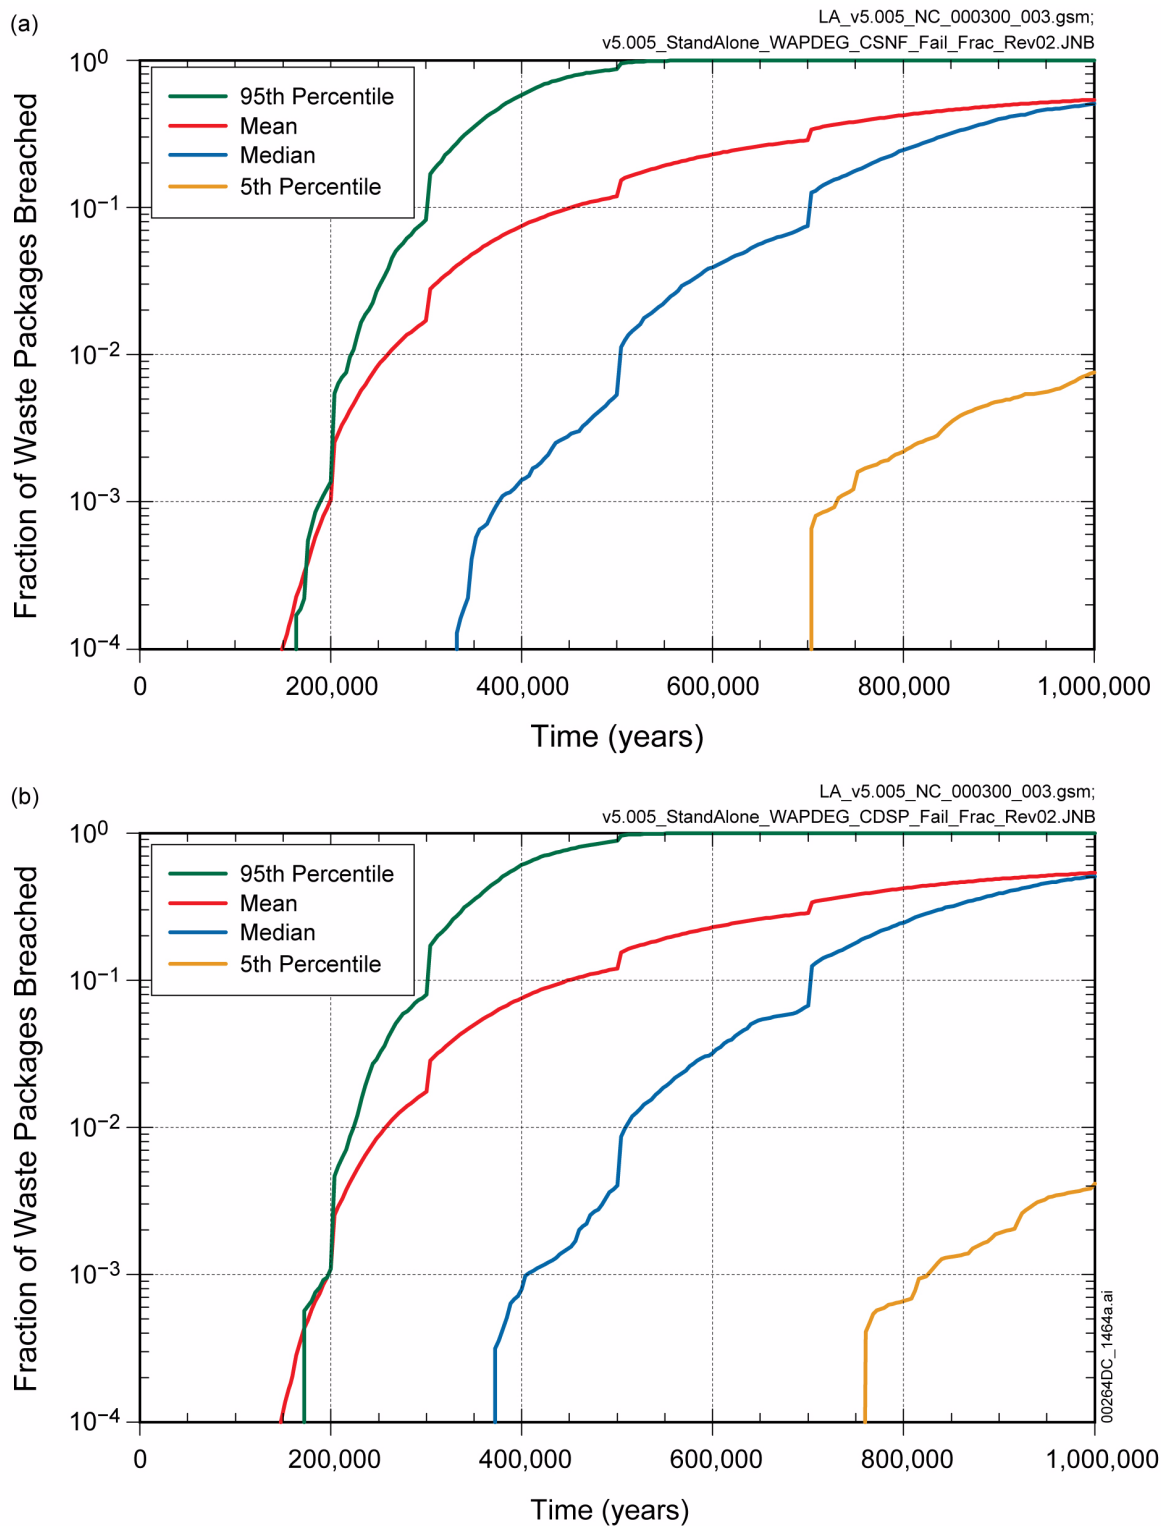 (a)
LA_v5.005_NC_000300_003.gsm;
v5.005_StandAlone_WAPDEG_CSNF_Fail_Frac_Rev02.JNB
Fraction of Waste Packages Breached
10⁰
10⁻¹
10⁻²
10⁻³
10⁻⁴
95th Percentile
Mean
Median
5th Percentile
0 200,000 400,000 600,000 800,000 1,000,000
Time (years)
(b)
LA_v5.005_NC_000300_003.gsm;
v5.005_StandAlone_WAPDEG_CDSP_Fail_Frac_Rev02.JNB
Fraction of Waste Packages Breached
10⁰
10⁻¹
10⁻²
10⁻³
10⁻⁴
95th Percentile
Mean
Median
5th Percentile
00264DC_1464a.ai
0 200,000 400,000 600,000 800,000 1,000,000
Time (years)